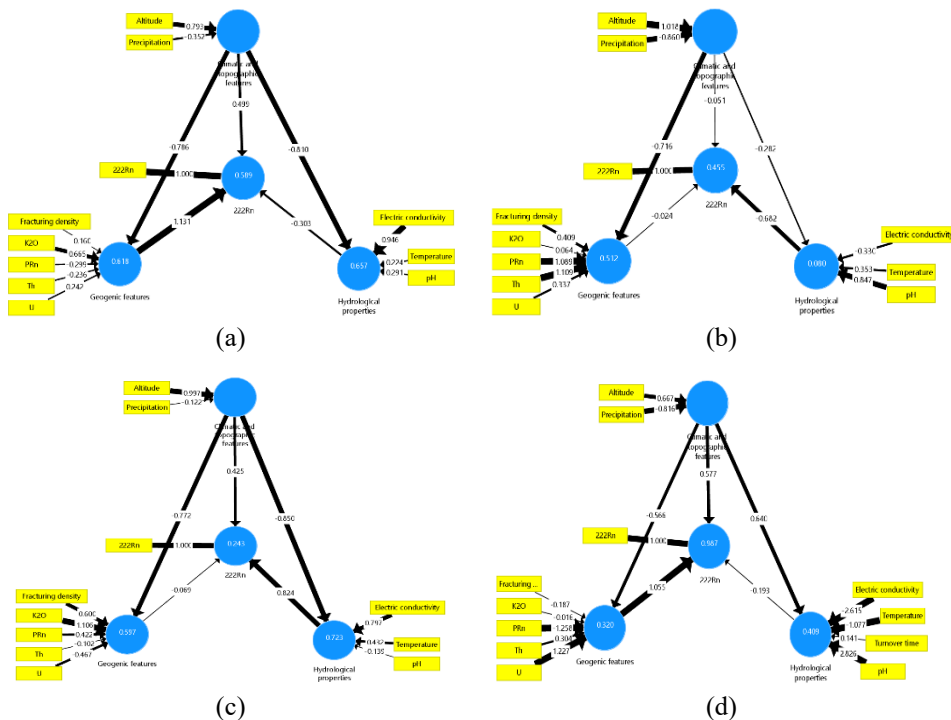 Altitude
0.793
Precipitation
-0.352
Climatic and
topographic
features
-0.786
0.499
-0.810
222Rn
1.000
0.589
222Rn
1.131
-0.303
Fracturing density
K2O
PRn
Th
U
0.160
0.665
-0.299
-0.236
0.242
0.618
Geogenic features
0.657
Hydrological
properties
Electric conductivity
0.946
Temperature
0.224
pH
0.291
(a)
Altitude
1.018
Precipitation
-0.860
Climatic and
topographic
features
-0.716
-0.051
-0.282
222Rn
1.000
0.455
222Rn
-0.024
-0.682
Fracturing density
K2O
PRn
Th
U
0.409
0.064
1.089
1.109
0.337
0.512
Geogenic features
0.080
Hydrological
properties
Electric conductivity
-0.330
Temperature
0.353
pH
0.847
(b)
Altitude
0.997
Precipitation
-0.122
Climatic and
topographic
features
-0.772
0.425
-0.850
222Rn
1.000
0.243
222Rn
-0.069
0.824
Fracturing density
K2O
PRn
Th
U
0.600
1.106
0.422
-0.102
-0.467
0.597
Geogenic features
0.723
Hydrological
properties
Electric conductivity
0.797
Temperature
0.432
pH
-0.139
(c)
Altitude
0.667
Precipitation
-0.816
Climatic and
topographic
features
-0.566
0.577
0.640
222Rn
1.000
0.987
222Rn
1.055
-0.193
Fracturing ...
K2O
PRn
Th
U
-0.187
-0.016
-1.258
0.304
1.227
0.320
Geogenic features
0.409
Hydrological
properties
Electric conductivity
-2.615
Temperature
1.077
Turnover time
0.141
pH
2.826
(d)